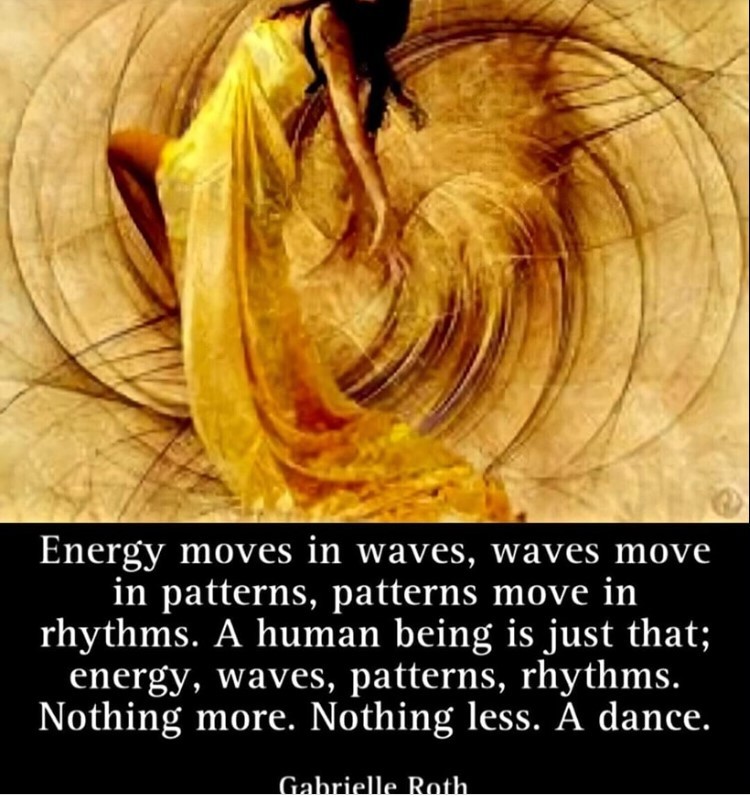 Energy moves in waves, waves move
in patterns, patterns move in
rhythms. A human being is just that;
energy, waves, patterns, rhythms.
Nothing more. Nothing less. A dance.
Gabrielle Roth